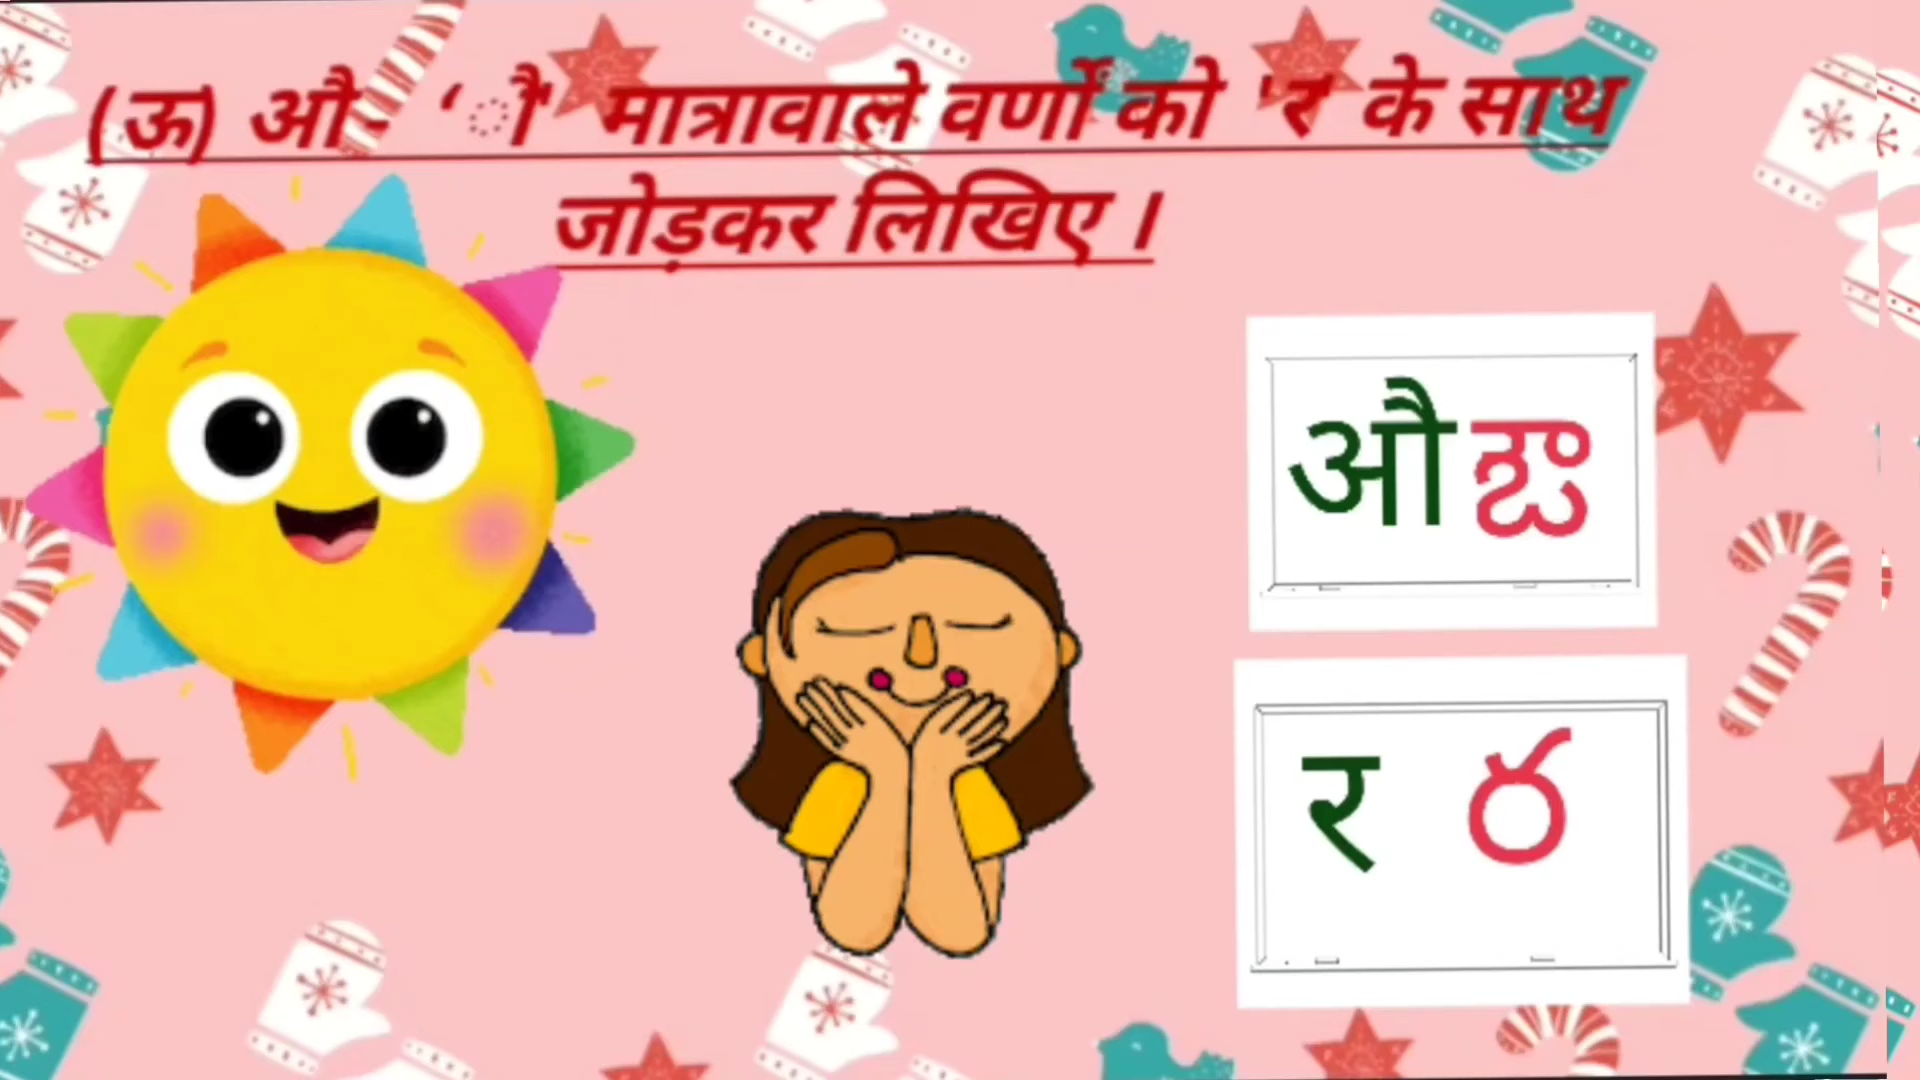 (ऊ) औ - ‘ ौ' मात्रावाले वर्णों को 'र' के साथ
जोड़कर लिखिए ।
औ ಔ
र ర